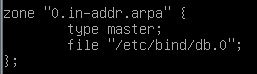 zone "0.in-addr.arpa" {
        type master;
        file "/etc/bind/db.0";
};